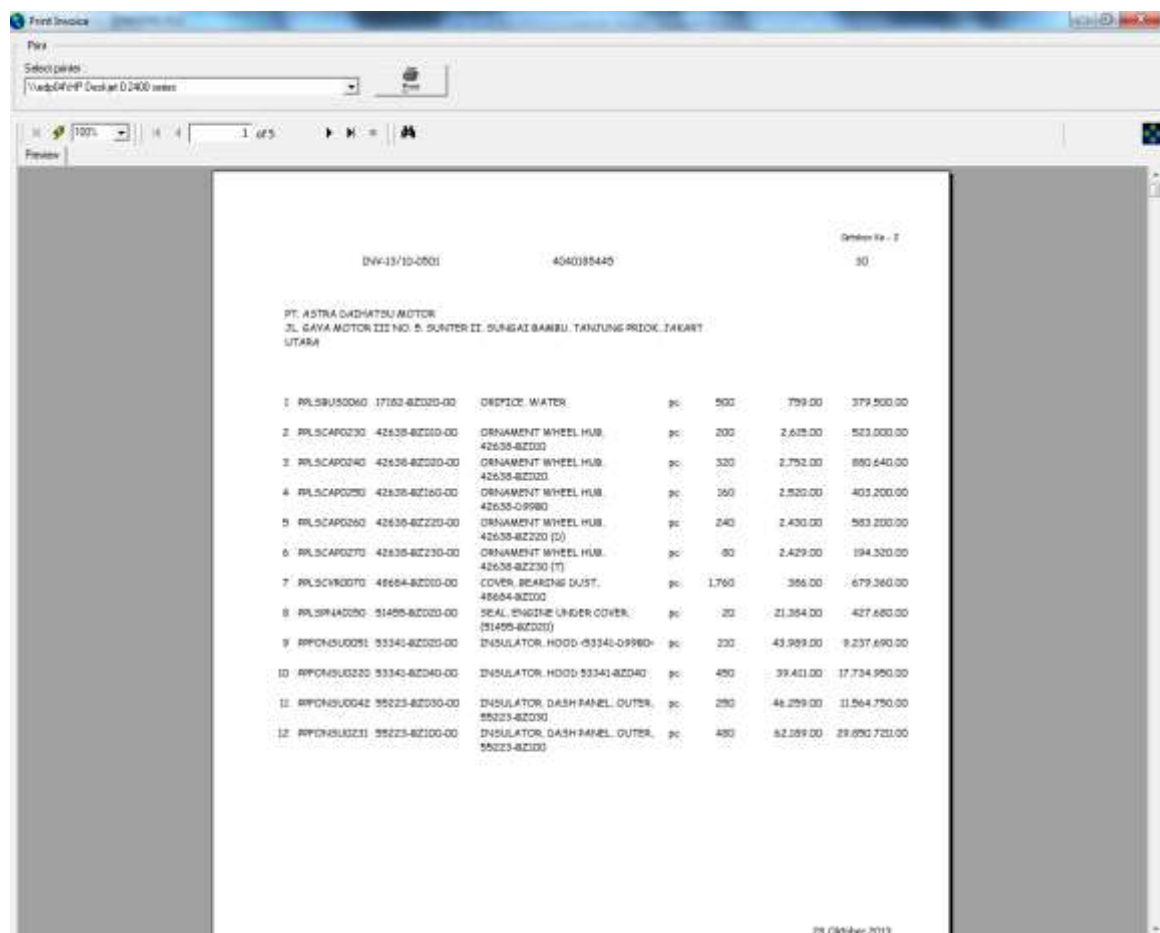 Print Invoice
Print
Select printer :
\\edp04\HP Deskjet D2400 series
Print
100%
1 of 5
Preview
Cetakan Ke - 2
INV-13/10-0501 4040185445 30
PT. ASTRA DAIHATSU MOTOR
JL. GAYA MOTOR III NO. 5. SUNTER II. SUNGAI BAMBU. TANJUNG PRIOK. JAKART
UTARA
1 17182-BZ020-00 ORIFICE. WATER pc 500 759.00 379,500.00
2 PPLSCAP0230 42638-BZ010-00 ORNAMENT WHEEL HUB. pc 200 2,615.00 523,000.00
42638-BZ010
3 PPLSCAP0240 42638-BZ020-00 ORNAMENT WHEEL HUB. pc 320 2,752.00 880,640.00
42638-BZ020
4 PPLSCAP0250 42638-BZ160-00 ORNAMENT WHEEL HUB. pc 160 2,520.00 403,200.00
42638-D9980
5 PPLSCAP0260 42638-BZ220-00 ORNAMENT WHEEL HUB. pc 240 2,430.00 583,200.00
42638-BZ220 (D)
6 PPLSCAP0270 42638-BZ230-00 ORNAMENT WHEEL HUB. pc 80 2,429.00 194,320.00
42638-BZ230 (T)
7 48684-BZ010-00 COVER. BEARING DUST. pc 1,760 386.00 679,360.00
48684-BZ010
8 51455-BZ020-00 SEAL. ENGINE UNDER COVER. pc 20 21,384.00 427,680.00
(51455-BZ020)
9 53341-BZ020-00 INSULATOR. HOOD <53341-D9980> pc 210 43,989.00 9,237,690.00
10 53341-BZ040-00 INSULATOR. HOOD 53341-BZ040 pc 450 39,411.00 17,734,950.00
11 55223-BZ030-00 INSULATOR. DASH PANEL. OUTER. pc 250 46,259.00 11,564,750.00
55223-BZ030
12 55223-BZ100-00 INSULATOR. DASH PANEL. OUTER. pc 480 62,189.00 29,850,720.00
55223-BZ100
Oktober 2013